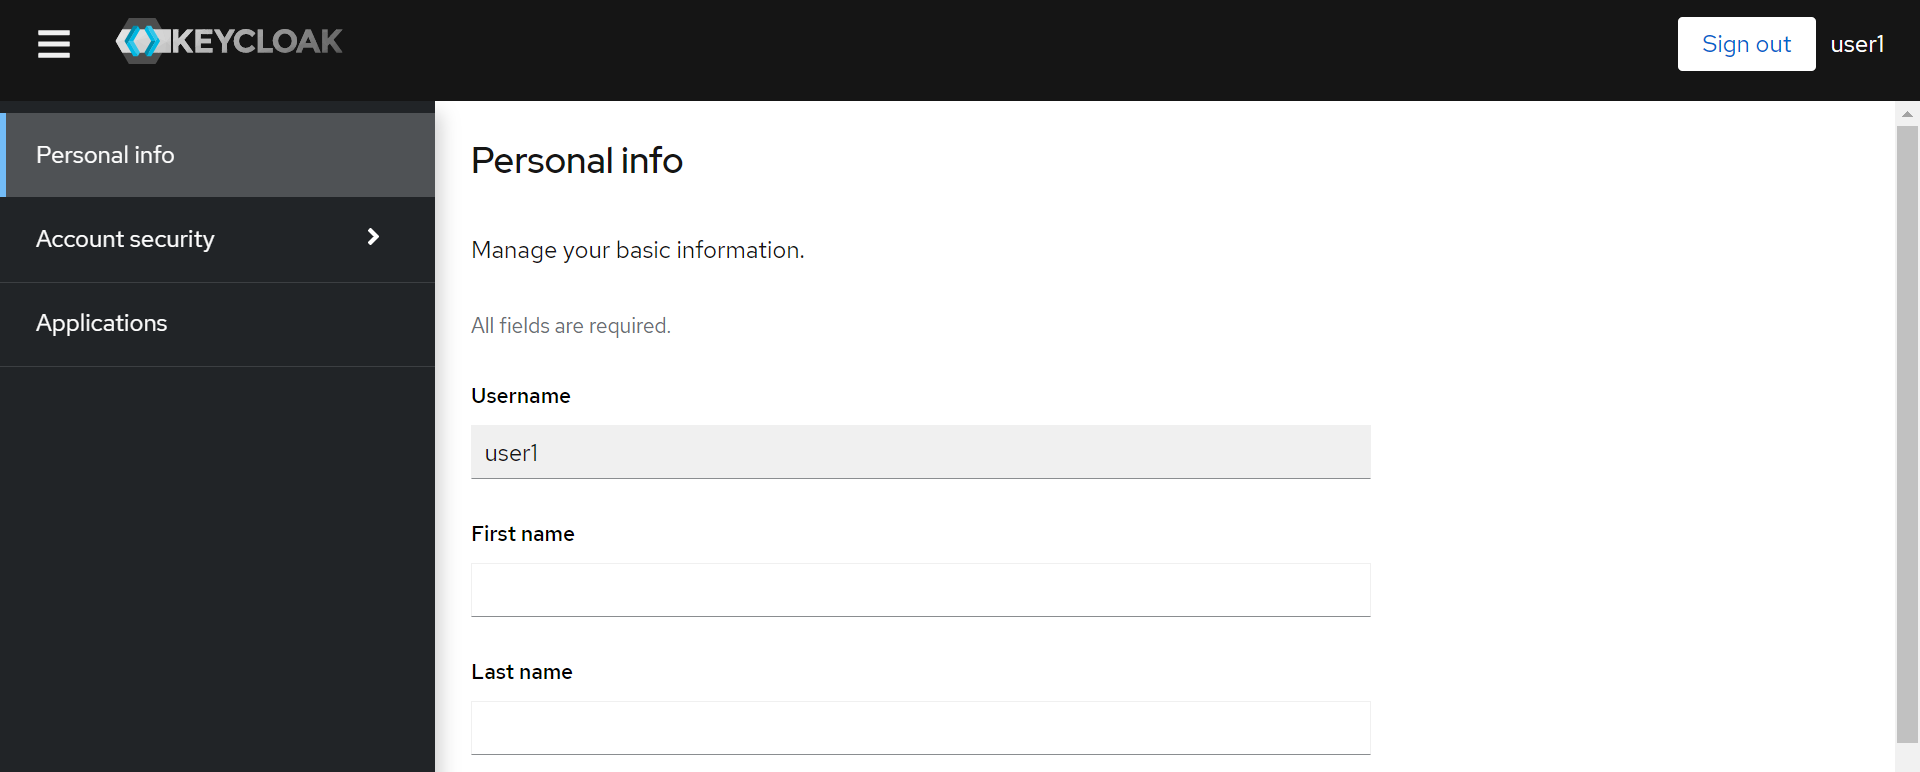 KEYCLOAK
Sign out
user1
Personal info
Account security
Applications
Personal info
Manage your basic information.
All fields are required.
Username
user1
First name
Last name